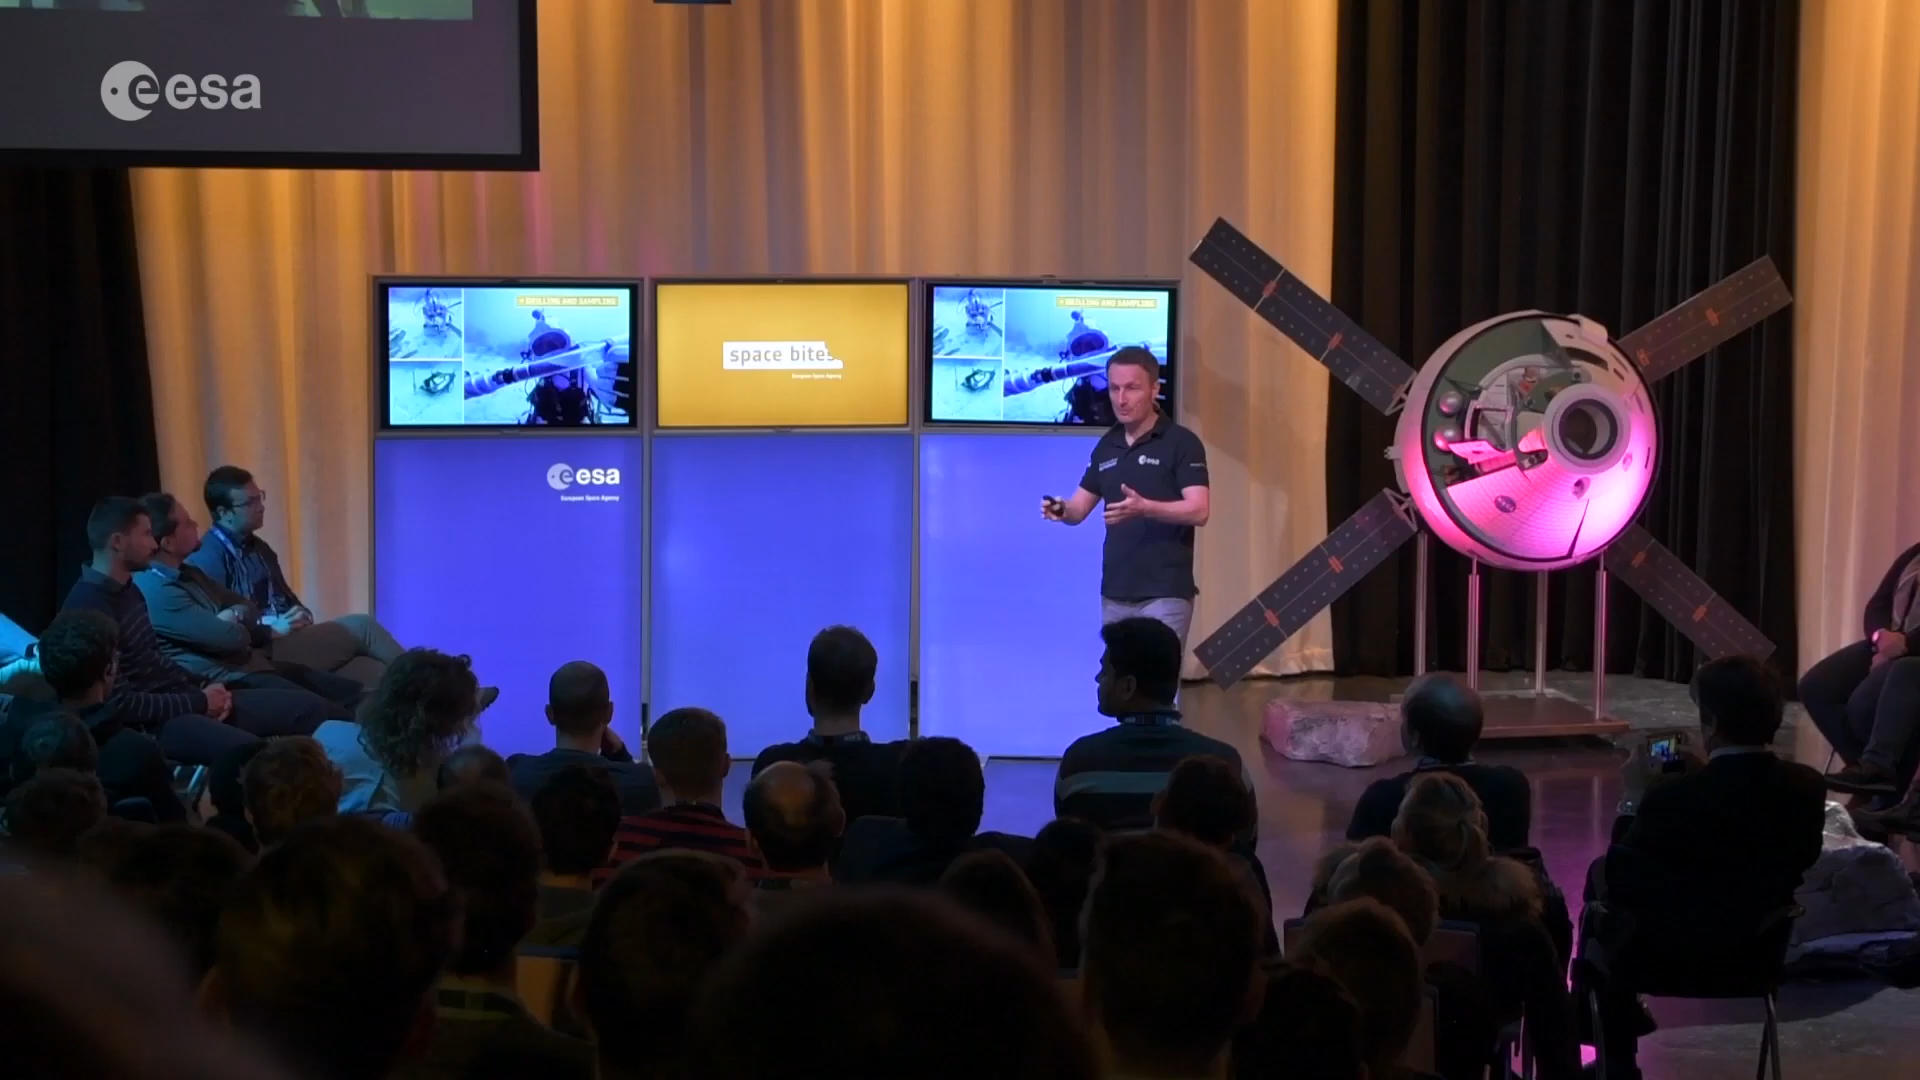 esa
DRILLING AND SAMPLING
space bites
European Space Agency
DRILLING AND SAMPLING
esa
European Space Agency
esa